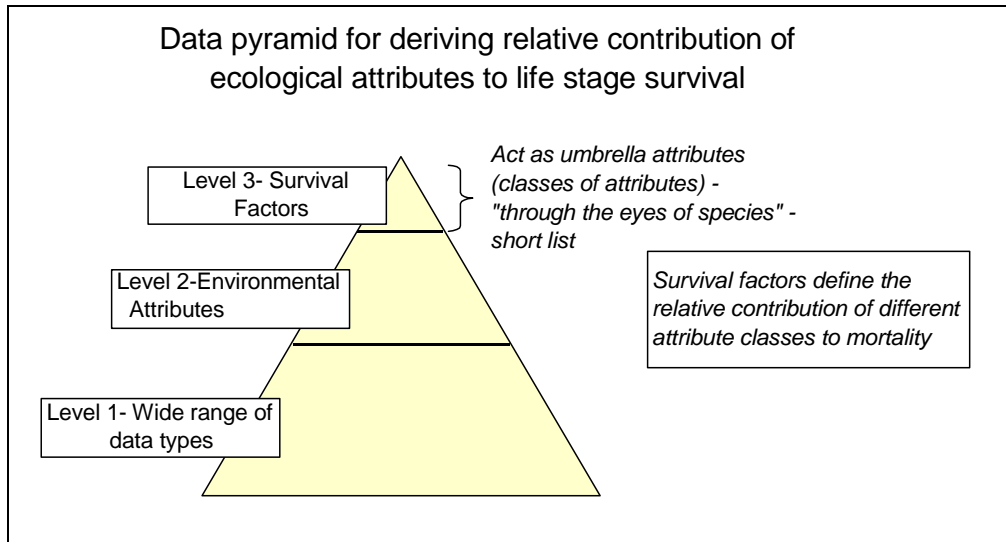 Data pyramid for deriving relative contribution of
ecological attributes to life stage survival
Level 3- Survival
Factors
Act as umbrella attributes
(classes of attributes) -
"through the eyes of species" -
short list
Level 2-Environmental
Attributes
Survival factors define the
relative contribution of different
attribute classes to mortality
Level 1- Wide range of
data types